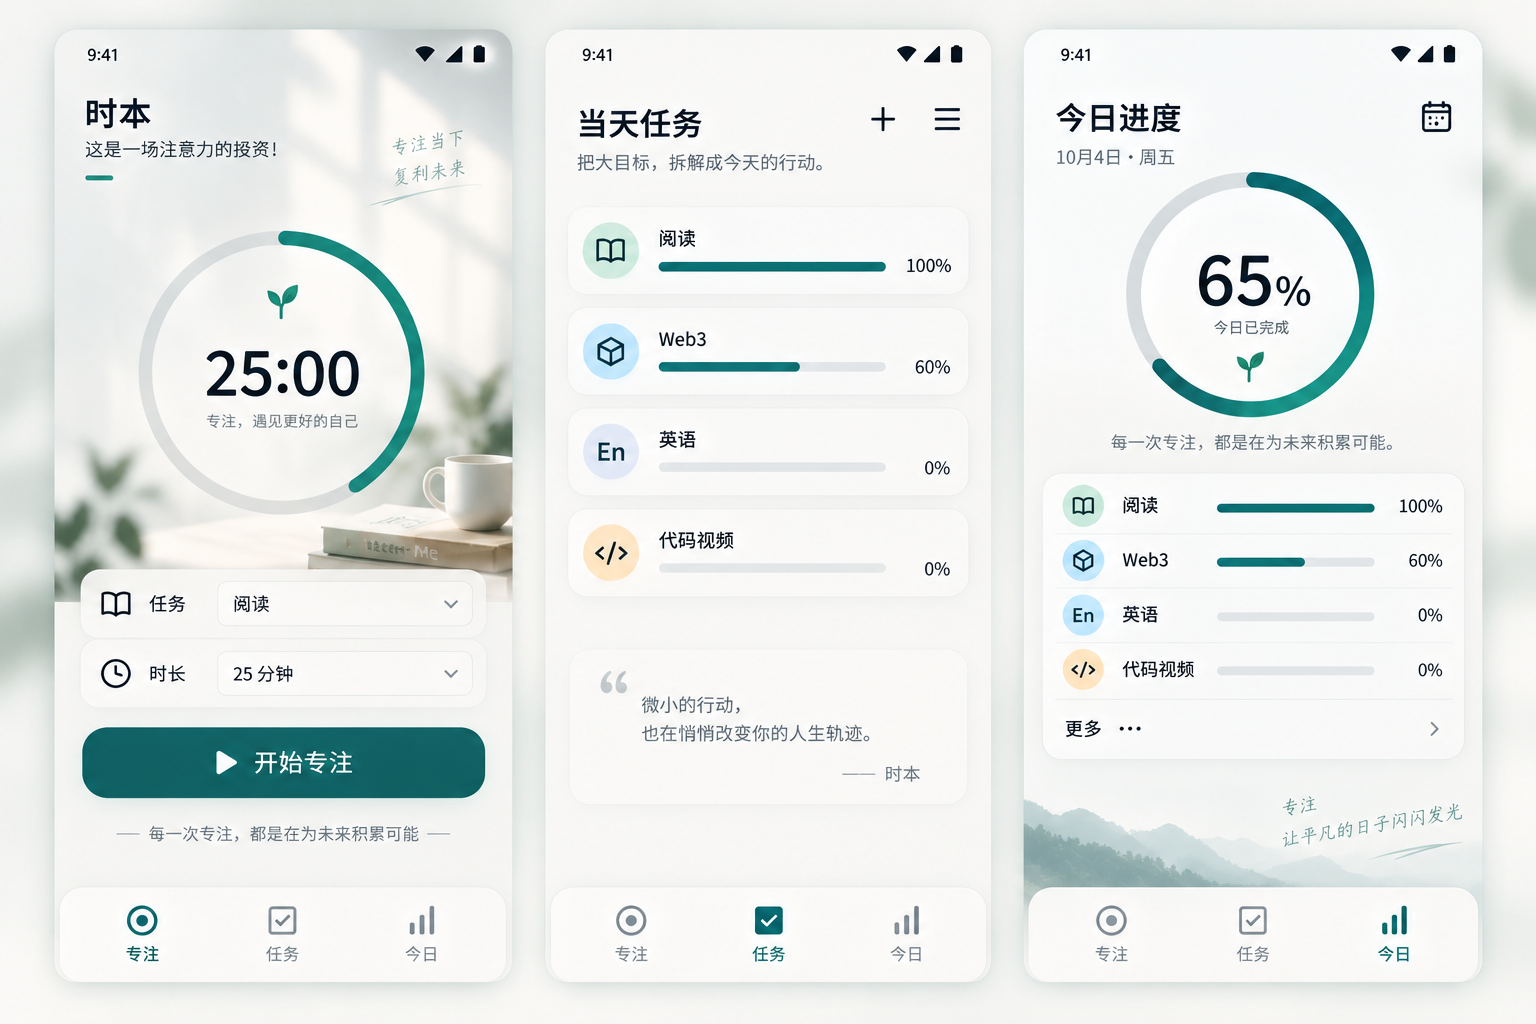 9:41
时本
这是一场注意力的投资！
专注当下
复利未来
25:00
专注，遇见更好的自己
Me
任务
阅读
时长
25 分钟
开始专注
每一次专注，都是在为未来积累可能
专注
任务
今日
9:41
当天任务
把大目标，拆解成今天的行动。
阅读
100%
Web3
60%
En
英语
0%
</>
代码视频
0%
“
微小的行动，
也在悄悄改变你的人生轨迹。
—— 时本
专注
任务
今日
9:41
今日进度
10月4日·周五
65%
今日已完成
每一次专注，都是在为未来积累可能。
阅读
100%
Web3
60%
En
英语
0%
</>
代码视频
0%
更多 •••
专注
让平凡的日子闪闪发光
专注
任务
今日